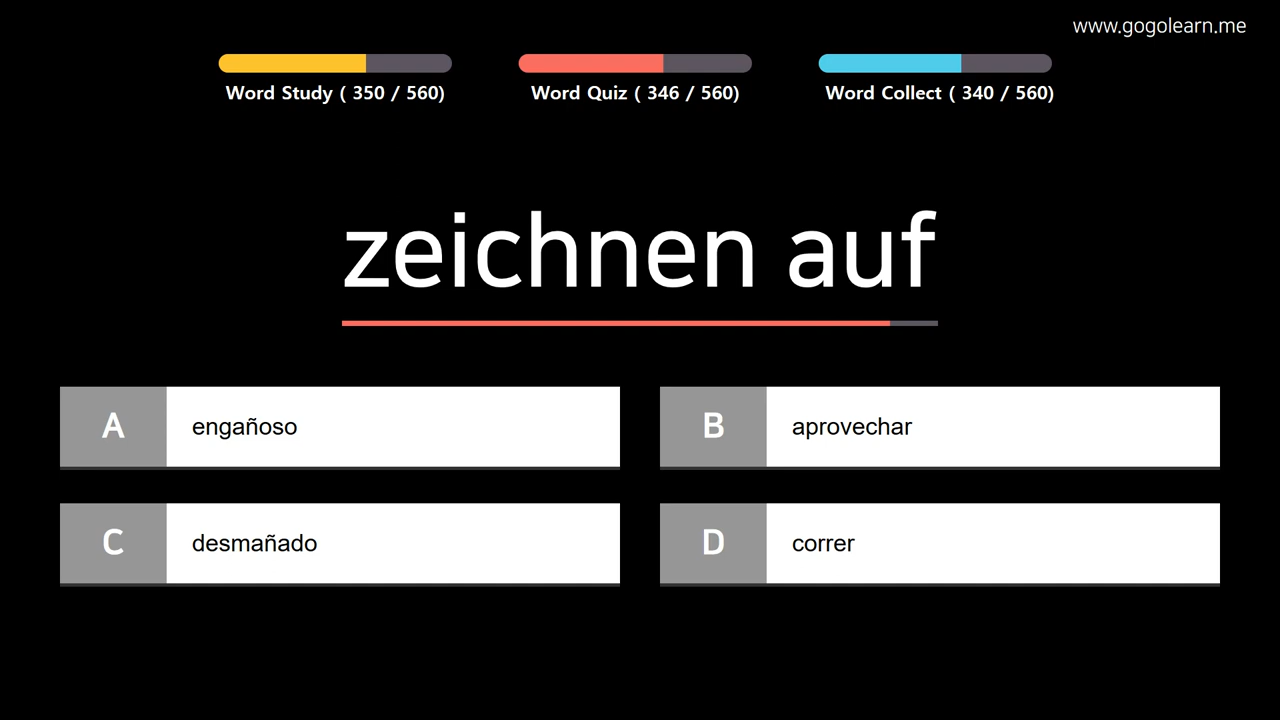 www.gogolearn.me
Word Study ( 350 / 560)
Word Quiz ( 346 / 560)
Word Collect ( 340 / 560)
zeichnen auf
A engañoso
B aprovechar
C desmañado
D correr